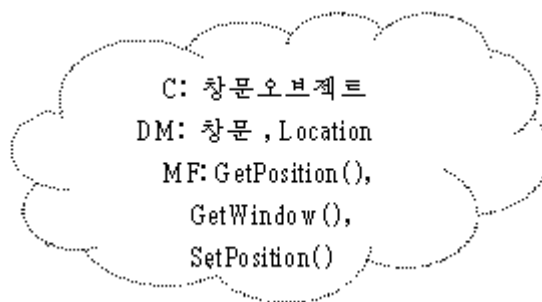 C: 창문오브젝트
DM: 창문 ,Location
MF: GetPosition(),
GetWindow(),
SetPosition()